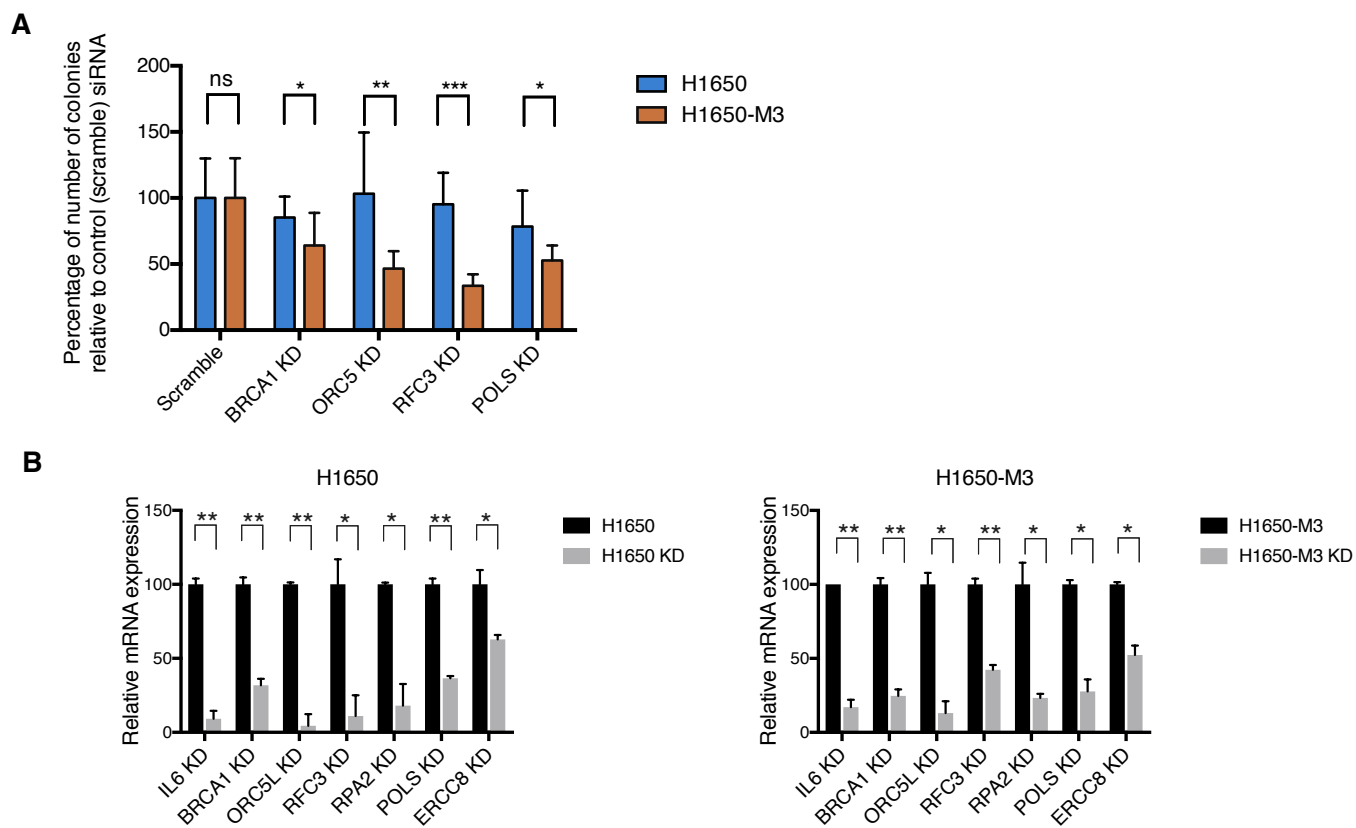 A
Percentage of number of colonies
relative to control (scramble) siRNA
200
150
100
50
0
ns
*
**
***
*
H1650
H1650-M3
Scramble
BRCA1 KD
ORC5 KD
RFC3 KD
POLS KD
B
H1650
Relative mRNA expression
150
100
50
0
**
**
**
*
*
**
*
H1650
H1650 KD
IL6 KD
BRCA1 KD
ORC5L KD
RFC3 KD
RPA2 KD
POLS KD
ERCC8 KD
H1650-M3
Relative mRNA expression
150
100
50
0
**
**
*
**
*
*
*
H1650-M3
H1650-M3 KD
IL6 KD
BRCA1 KD
ORC5L KD
RFC3 KD
RPA2 KD
POLS KD
ERCC8 KD